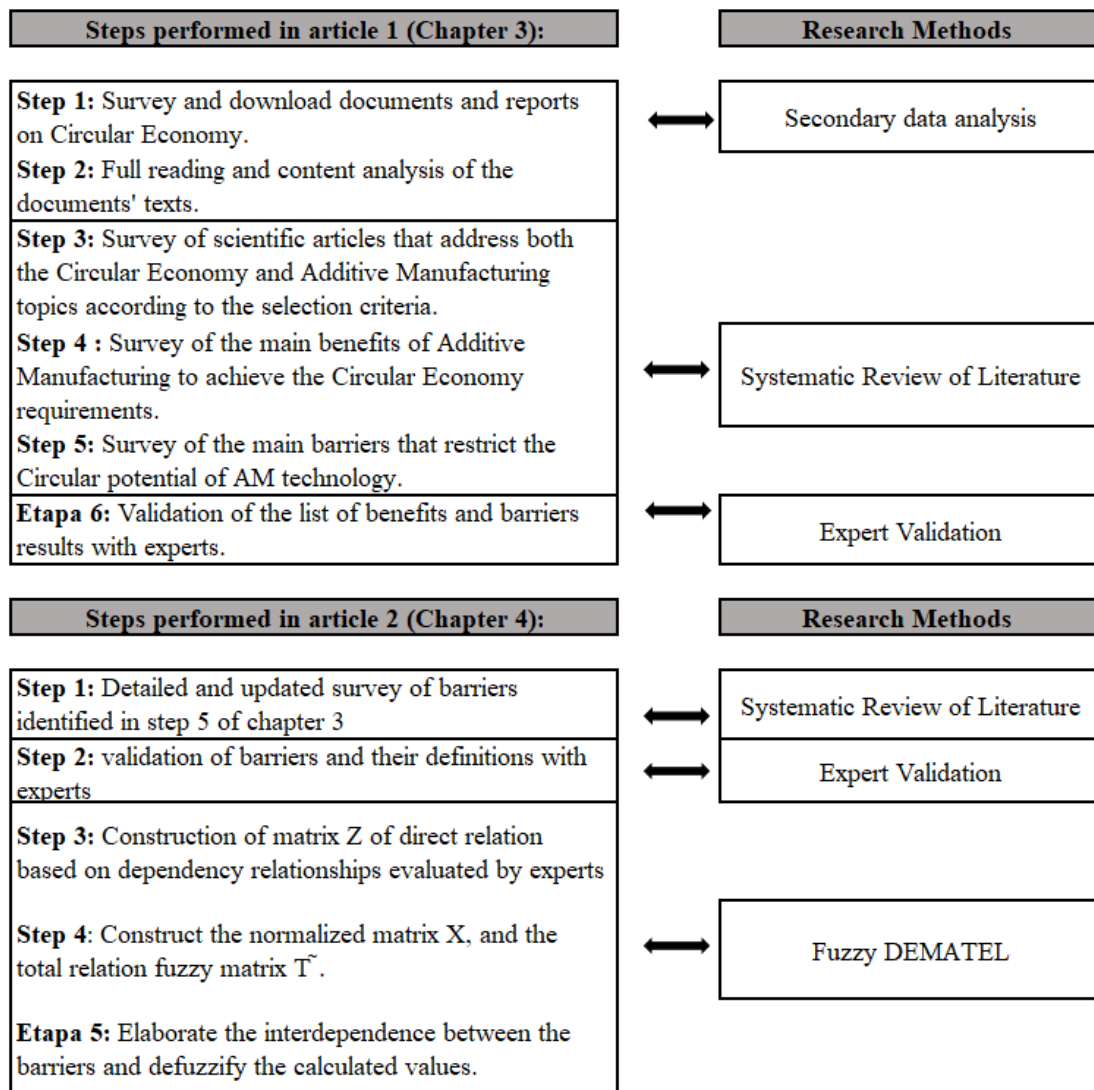 Steps performed in article 1 (Chapter 3):
Research Methods
Step 1: Survey and download documents and reports
on Circular Economy.
Step 2: Full reading and content analysis of the
documents' texts.
Secondary data analysis
Step 3: Survey of scientific articles that address both
the Circular Economy and Additive Manufacturing
topics according to the selection criteria.
Step 4 : Survey of the main benefits of Additive
Manufacturing to achieve the Circular Economy
requirements.
Step 5: Survey of the main barriers that restrict the
Circular potential of AM technology.
Systematic Review of Literature
Etapa 6: Validation of the list of benefits and barriers
results with experts.
Expert Validation
Steps performed in article 2 (Chapter 4):
Research Methods
Step 1: Detailed and updated survey of barriers
identified in step 5 of chapter 3
Systematic Review of Literature
Step 2: validation of barriers and their definitions with
experts
Expert Validation
Step 3: Construction of matrix Z of direct relation
based on dependency relationships evaluated by experts
Step 4: Construct the normalized matrix X, and the
total relation fuzzy matrix T ̃.
Etapa 5: Elaborate the interdependence between the
barriers and defuzzify the calculated values.
Fuzzy DEMATEL